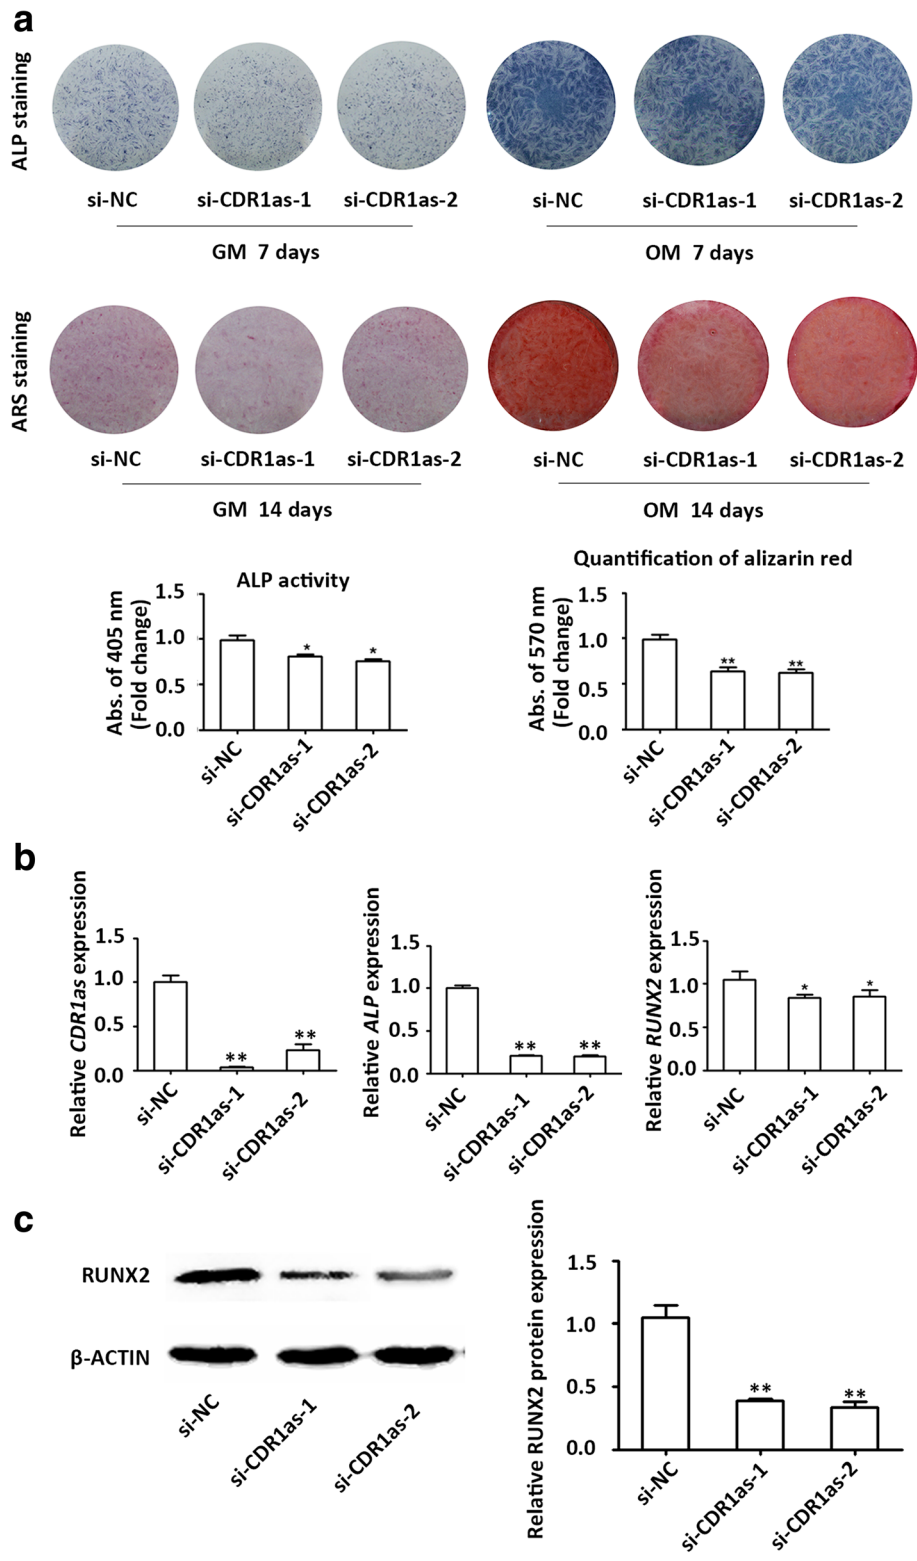 a
ALP staining
si-NC si-CDR1as-1 si-CDR1as-2 si-NC si-CDR1as-1 si-CDR1as-2
GM 7 days OM 7 days
ARS staining
si-NC si-CDR1as-1 si-CDR1as-2 si-NC si-CDR1as-1 si-CDR1as-2
GM 14 days OM 14 days
ALP activity
Abs. of 405 nm
(Fold change)
1.5
1.0
0.5
0.0
* *
si-NC si-CDR1as-1 si-CDR1as-2
Quantification of alizarin red
Abs. of 570 nm
(Fold change)
1.5
1.0
0.5
0.0
** **
si-NC si-CDR1as-1 si-CDR1as-2
b
Relative CDR1as expression
1.5
1.0
0.5
0.0
** **
si-NC si-CDR1as-1 si-CDR1as-2
Relative ALP expression
1.5
1.0
0.5
0.0
** **
si-NC si-CDR1as-1 si-CDR1as-2
Relative RUNX2 expression
1.5
1.0
0.5
0.0
* *
si-NC si-CDR1as-1 si-CDR1as-2
c
RUNX2
β-ACTIN
si-NC si-CDR1as-1 si-CDR1as-2
Relative RUNX2 protein expression
1.5
1.0
0.5
0.0
** **
si-NC si-CDR1as-1 si-CDR1as-2